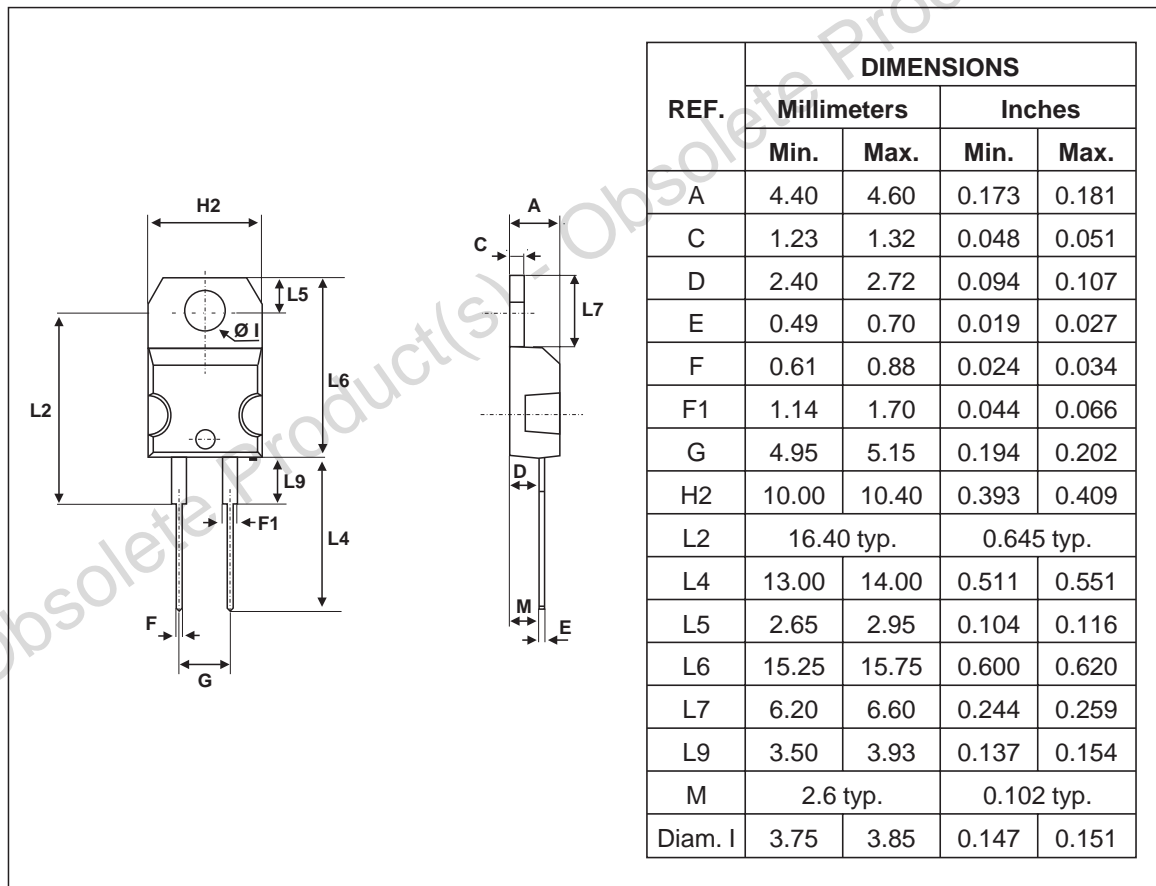 Obsolete Product(s) - Obsolete Product(s)
H2
L5
Ø I
L6
L2
L9
F1
L4
F
G
A
C
L7
D
M
E
REF. DIMENSIONS
Millimeters Inches
Min. Max. Min. Max.
A 4.40 4.60 0.173 0.181
C 1.23 1.32 0.048 0.051
D 2.40 2.72 0.094 0.107
E 0.49 0.70 0.019 0.027
F 0.61 0.88 0.024 0.034
F1 1.14 1.70 0.044 0.066
G 4.95 5.15 0.194 0.202
H2 10.00 10.40 0.393 0.409
L2 16.40 typ. 0.645 typ.
L4 13.00 14.00 0.511 0.551
L5 2.65 2.95 0.104 0.116
L6 15.25 15.75 0.600 0.620
L7 6.20 6.60 0.244 0.259
L9 3.50 3.93 0.137 0.154
M 2.6 typ. 0.102 typ.
Diam. I 3.75 3.85 0.147 0.151